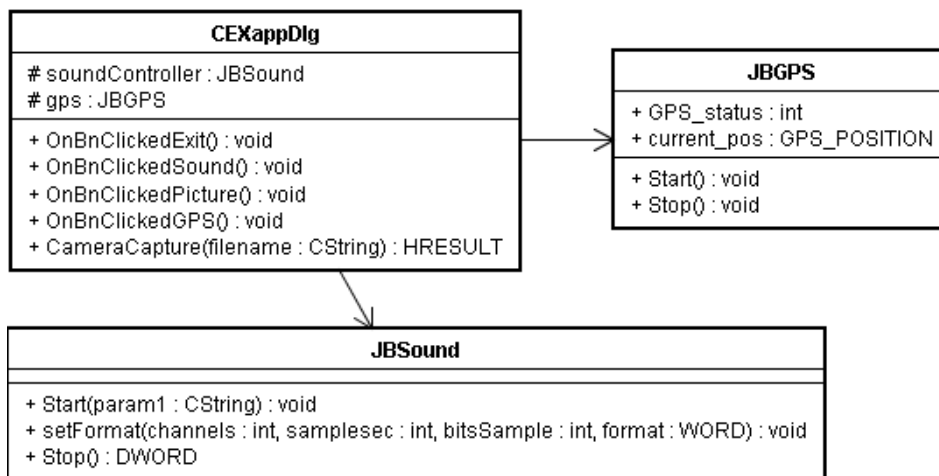 CEXappDlg
# soundController : JBSound
# gps : JBGPS
+ OnBnClickedExit() : void
+ OnBnClickedSound() : void
+ OnBnClickedPicture() : void
+ OnBnClickedGPS() : void
+ CameraCapture(filename : CString) : HRESULT
JBGPS
+ GPS_status : int
+ current_pos : GPS_POSITION
+ Start() : void
+ Stop() : void
JBSound
+ Start(param1 : CString) : void
+ setFormat(channels : int, samplesec : int, bitsSample : int, format : WORD) : void
+ Stop() : DWORD